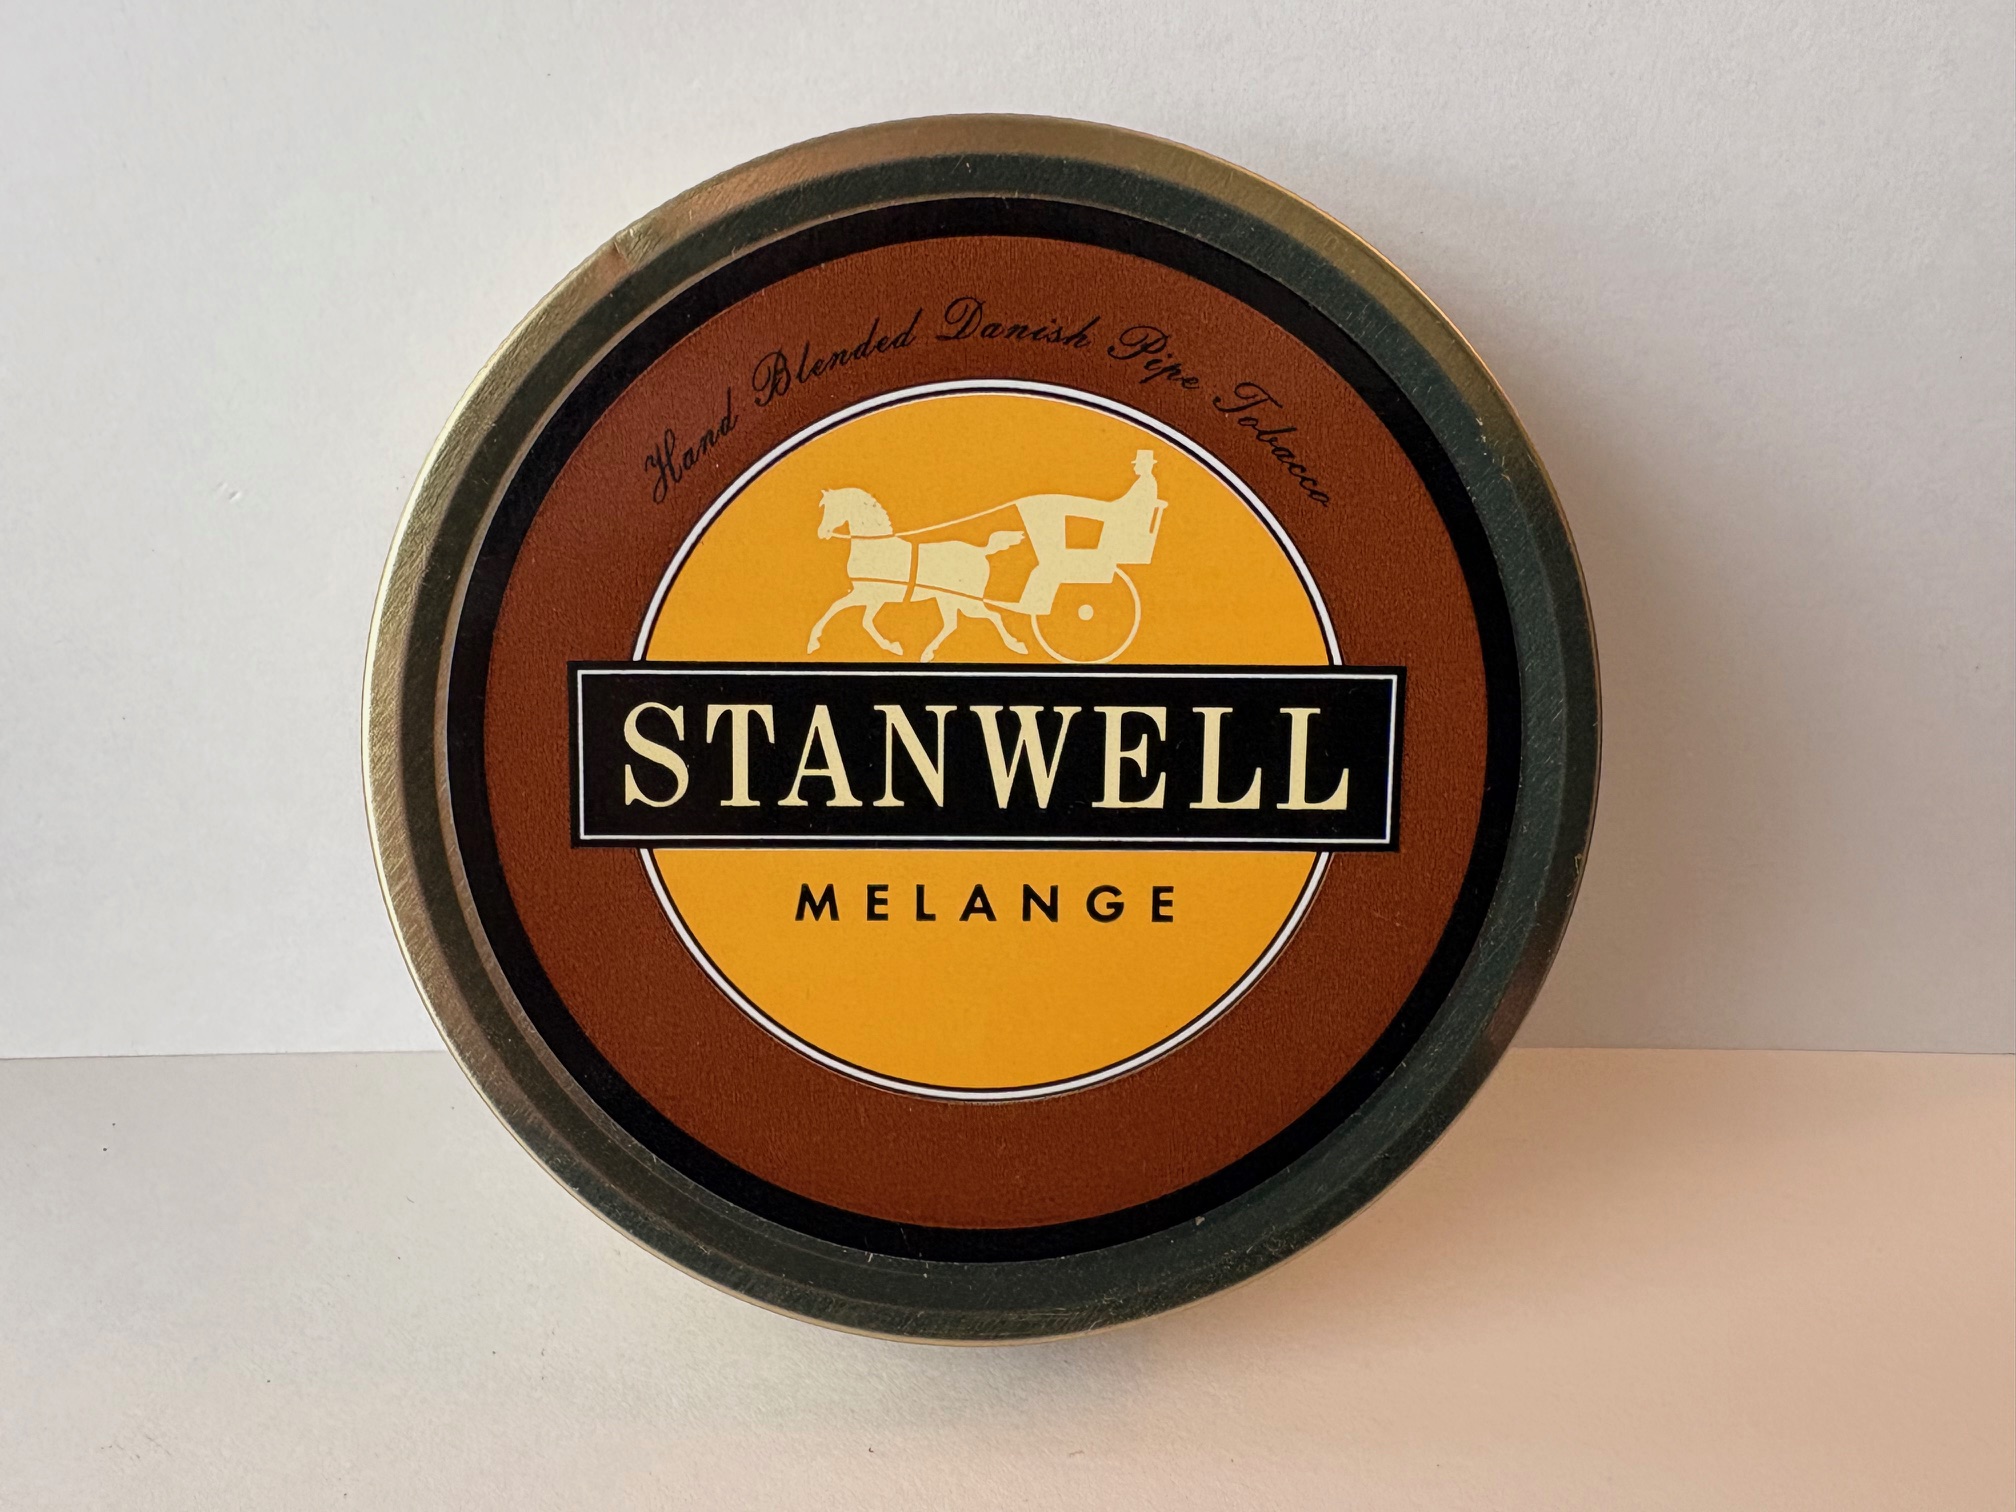 Hand Blended Danish Pipe Tobacco
STANWELL
MELANGE